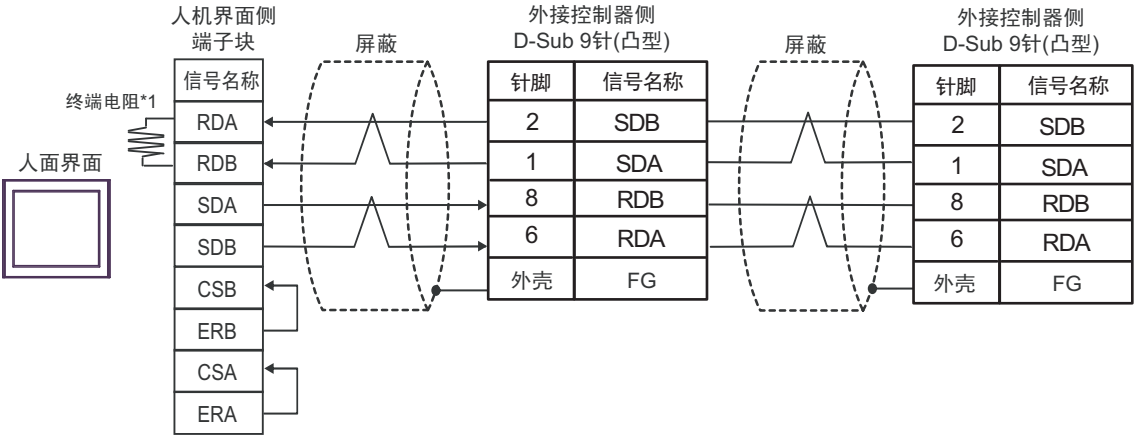 人机界面侧
端子块
外接控制器侧
D-Sub 9针(凸型)
外接控制器侧
D-Sub 9针(凸型)
屏蔽
屏蔽
终端电阻*1
人面界面
信号名称
RDA
RDB
SDA
SDB
CSB
ERB
CSA
ERA
针脚 信号名称
2 SDB
1 SDA
8 RDB
6 RDA
外壳 FG
针脚 信号名称
2 SDB
1 SDA
8 RDB
6 RDA
外壳 FG